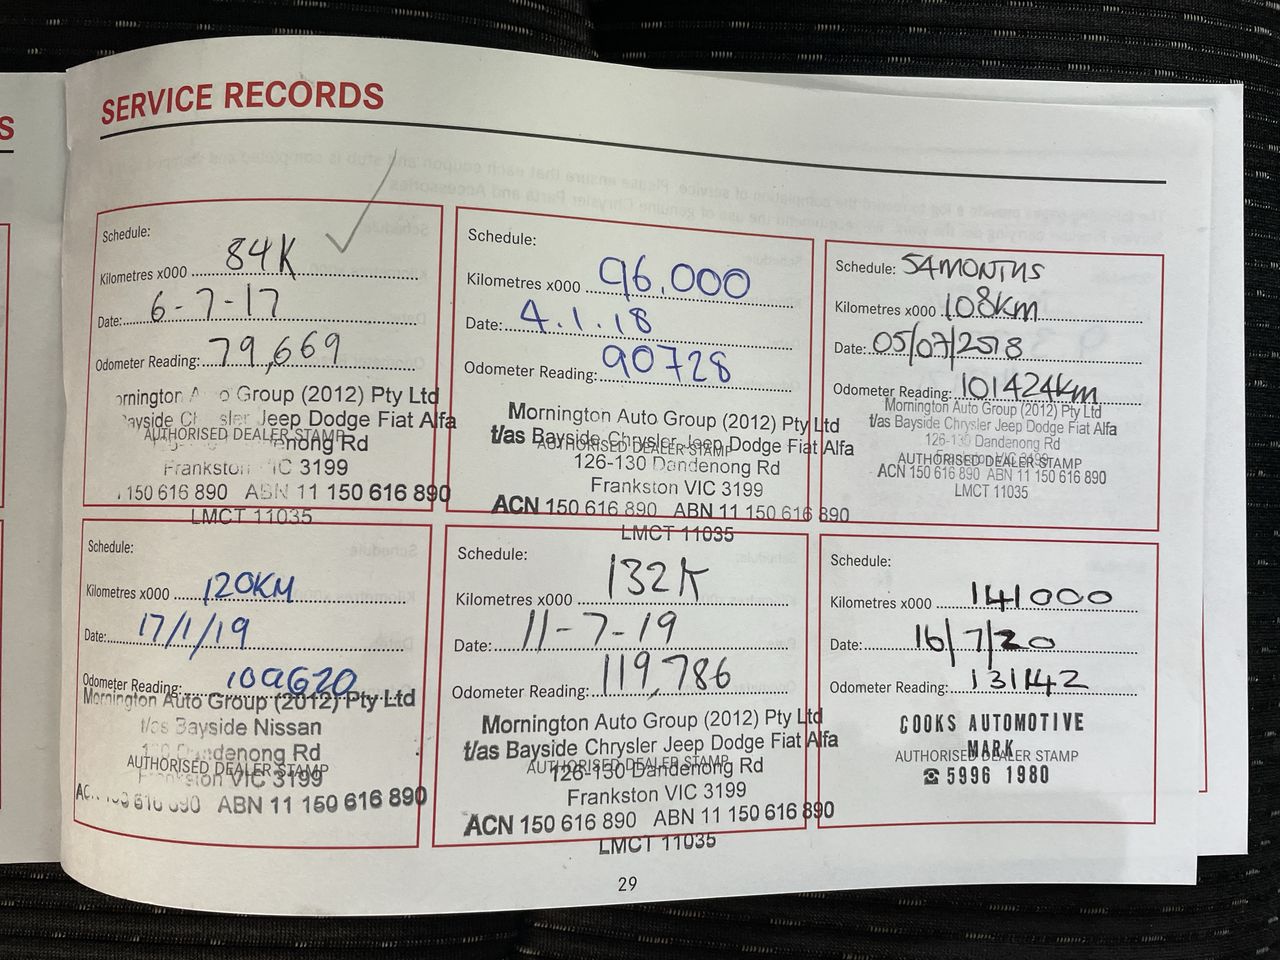 S
SERVICE RECORDS
Schedule:
Kilometres x000 84K
Date: 6-7-17
Odometer Reading: 79,669
Auto Group (2012) Pty Ltd
Jeep Dodge Fiat Alfa
AUTHORISED DEALER STAMP
Rd
Frankston VIC 3199
150 616 890 ABN 11 150 616 890
LMCT 11035
Schedule:
Kilometres x000 96.000
Date: 4.1.18
Odometer Reading: 90728
Mornington Auto Group (2012) Pty Ltd
t/as Bayside Chrysler Jeep Dodge Fiat Alfa
AUTHORISED DEALER STAMP
126-130 Dandenong Rd
Frankston VIC 3199
ACN 150 616 890 ABN 11 150 616 890
LMCT 11035
Schedule: 54MONTHS
Kilometres x000 108Km
Date: 05/07/2018
Odometer Reading: 101424Km
Mornington Auto Group (2012) Pty Ltd
t/as Bayside Chrysler Jeep Dodge Fiat Alfa
126-130 Dandenong Rd
Frankston VIC 3199
AUTHORISED DEALER STAMP
ACN 150 616 890 ABN 11 150 616 890
LMCT 11035
Schedule:
Kilometres x000 120KM
Date: 17/1/19
Odometer Reading: 109620
Mornington Auto Group (2012) Pty Ltd
t/as Bayside Nissan
Dandenong Rd
AUTHORISED DEALER STAMP
Frankston VIC 3199
890 ABN 11 150 616 890
Schedule:
Kilometres x000 132K
Date: 11-7-19
Odometer Reading: 119,786
Mornington Auto Group (2012) Pty Ltd
t/as Bayside Chrysler Jeep Dodge Fiat Alfa
AUTHORISED DEALER STAMP
126-130 Dandenong Rd
Frankston VIC 3199
ACN 150 616 890 ABN 11 150 616 890
LMCT 11035
Schedule:
Kilometres x000 141000
Date: 16/7/20
Odometer Reading: 131142
COOKS AUTOMOTIVE
MARK
AUTHORISED DEALER STAMP
☎ 5996 1980
29